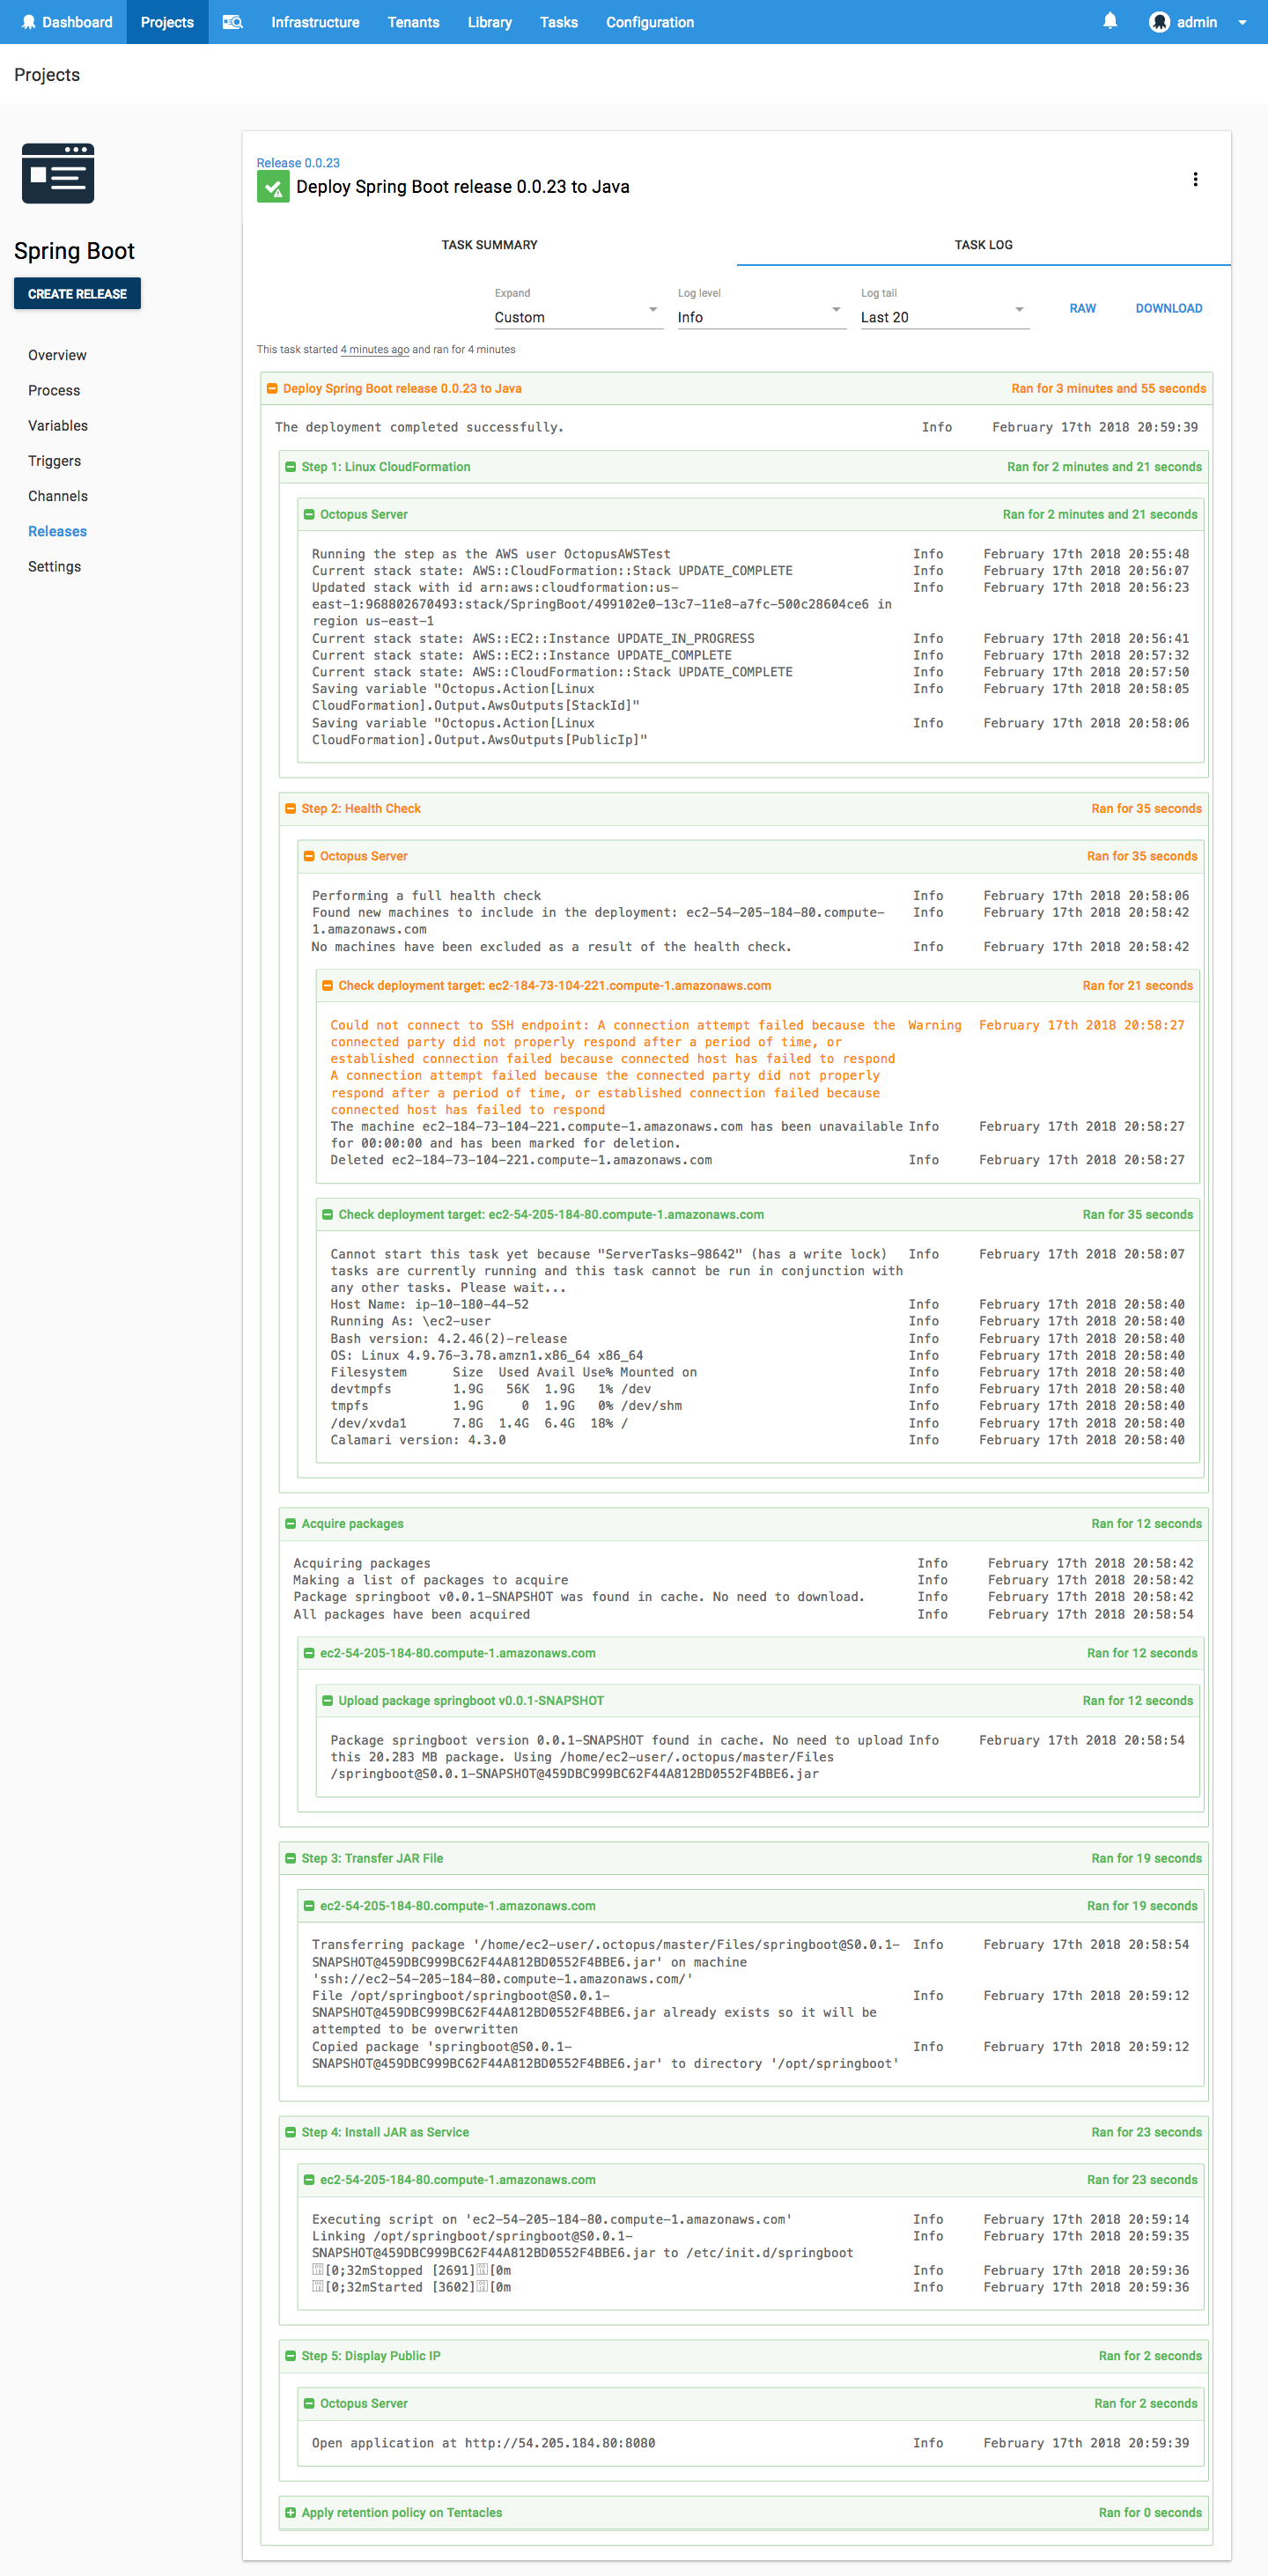 Dashboard Projects Infrastructure Tenants Library Tasks Configuration admin
Projects
Spring Boot
CREATE RELEASE
Overview
Process
Variables
Triggers
Channels
Releases
Settings
Release 0.0.23
Deploy Spring Boot release 0.0.23 to Java
TASK SUMMARY TASK LOG
Expand Log level Log tail
Custom Info Last 20 RAW DOWNLOAD
This task started 4 minutes ago and ran for 4 minutes
Deploy Spring Boot release 0.0.23 to Java Ran for 3 minutes and 55 seconds
The deployment completed successfully. Info February 17th 2018 20:59:39
Step 1: Linux CloudFormation Ran for 2 minutes and 21 seconds
Octopus Server Ran for 2 minutes and 21 seconds
Running the step as the AWS user OctopusAWSTest Info February 17th 2018 20:55:48
Current stack state: AWS::CloudFormation::Stack UPDATE_COMPLETE Info February 17th 2018 20:56:07
Updated stack with id arn:aws:cloudformation:us- Info February 17th 2018 20:56:23
east-1:968802670493:stack/SpringBoot/499102e0-13c7-11e8-a7fc-500c28604ce6 in
region us-east-1
Current stack state: AWS::EC2::Instance UPDATE_IN_PROGRESS Info February 17th 2018 20:56:41
Current stack state: AWS::EC2::Instance UPDATE_COMPLETE Info February 17th 2018 20:57:32
Current stack state: AWS::CloudFormation::Stack UPDATE_COMPLETE Info February 17th 2018 20:57:50
Saving variable "Octopus.Action[Linux Info February 17th 2018 20:58:05
CloudFormation].Output.AwsOutputs[StackId]"
Saving variable "Octopus.Action[Linux Info February 17th 2018 20:58:06
CloudFormation].Output.AwsOutputs[PublicIp]"
Step 2: Health Check Ran for 35 seconds
Octopus Server Ran for 35 seconds
Performing a full health check Info February 17th 2018 20:58:06
Found new machines to include in the deployment: ec2-54-205-184-80.compute- Info February 17th 2018 20:58:42
1.amazonaws.com
No machines have been excluded as a result of the health check. Info February 17th 2018 20:58:42
Check deployment target: ec2-184-73-104-221.compute-1.amazonaws.com Ran for 21 seconds
Could not connect to SSH endpoint: A connection attempt failed because the Warning February 17th 2018 20:58:27
connected party did not properly respond after a period of time, or
established connection failed because connected host has failed to respond
A connection attempt failed because the connected party did not properly
respond after a period of time, or established connection failed because
connected host has failed to respond
The machine ec2-184-73-104-221.compute-1.amazonaws.com has been unavailable Info February 17th 2018 20:58:27
for 00:00:00 and has been marked for deletion.
Deleted ec2-184-73-104-221.compute-1.amazonaws.com Info February 17th 2018 20:58:27
Check deployment target: ec2-54-205-184-80.compute-1.amazonaws.com Ran for 35 seconds
Cannot start this task yet because "ServerTasks-98642" (has a write lock) Info February 17th 2018 20:58:07
tasks are currently running and this task cannot be run in conjunction with
any other tasks. Please wait...
Host Name: ip-10-180-44-52 Info February 17th 2018 20:58:40
Running As: \ec2-user Info February 17th 2018 20:58:40
Bash version: 4.2.46(2)-release Info February 17th 2018 20:58:40
OS: Linux 4.9.76-3.78.amzn1.x86_64 x86_64 Info February 17th 2018 20:58:40
Filesystem Size Used Avail Use% Mounted on Info February 17th 2018 20:58:40
devtmpfs 1.9G 56K 1.9G 1% /dev Info February 17th 2018 20:58:40
tmpfs 1.9G 0 1.9G 0% /dev/shm Info February 17th 2018 20:58:40
/dev/xvda1 7.8G 1.4G 6.4G 18% / Info February 17th 2018 20:58:40
Calamari version: 4.3.0 Info February 17th 2018 20:58:40
Acquire packages Ran for 12 seconds
Acquiring packages Info February 17th 2018 20:58:42
Making a list of packages to acquire Info February 17th 2018 20:58:42
Package springboot v0.0.1-SNAPSHOT was found in cache. No need to download. Info February 17th 2018 20:58:42
All packages have been acquired Info February 17th 2018 20:58:54
ec2-54-205-184-80.compute-1.amazonaws.com Ran for 12 seconds
Upload package springboot v0.0.1-SNAPSHOT Ran for 12 seconds
Package springboot version 0.0.1-SNAPSHOT found in cache. No need to upload Info February 17th 2018 20:58:54
this 20.283 MB package. Using /home/ec2-user/.octopus/master/Files
/springboot@S0.0.1-SNAPSHOT@459DBC999BC62F44A812BD0552F4BBE6.jar
Step 3: Transfer JAR File Ran for 19 seconds
ec2-54-205-184-80.compute-1.amazonaws.com Ran for 19 seconds
Transferring package '/home/ec2-user/.octopus/master/Files/springboot@S0.0.1- Info February 17th 2018 20:58:54
SNAPSHOT@459DBC999BC62F44A812BD0552F4BBE6.jar' on machine
'ssh://ec2-54-205-184-80.compute-1.amazonaws.com/'
File /opt/springboot/springboot@S0.0.1- Info February 17th 2018 20:59:12
SNAPSHOT@459DBC999BC62F44A812BD0552F4BBE6.jar already exists so it will be
attempted to be overwritten
Copied package 'springboot@S0.0.1- Info February 17th 2018 20:59:12
SNAPSHOT@459DBC999BC62F44A812BD0552F4BBE6.jar' to directory '/opt/springboot'
Step 4: Install JAR as Service Ran for 23 seconds
ec2-54-205-184-80.compute-1.amazonaws.com Ran for 23 seconds
Executing script on 'ec2-54-205-184-80.compute-1.amazonaws.com' Info February 17th 2018 20:59:14
Linking /opt/springboot/springboot@S0.0.1- Info February 17th 2018 20:59:35
SNAPSHOT@459DBC999BC62F44A812BD0552F4BBE6.jar to /etc/init.d/springboot
[0;32mStopped [2691][0m Info February 17th 2018 20:59:36
[0;32mStarted [3602][0m Info February 17th 2018 20:59:36
Step 5: Display Public IP Ran for 2 seconds
Octopus Server Ran for 2 seconds
Open application at http://54.205.184.80:8080 Info February 17th 2018 20:59:39
Apply retention policy on Tentacles Ran for 0 seconds